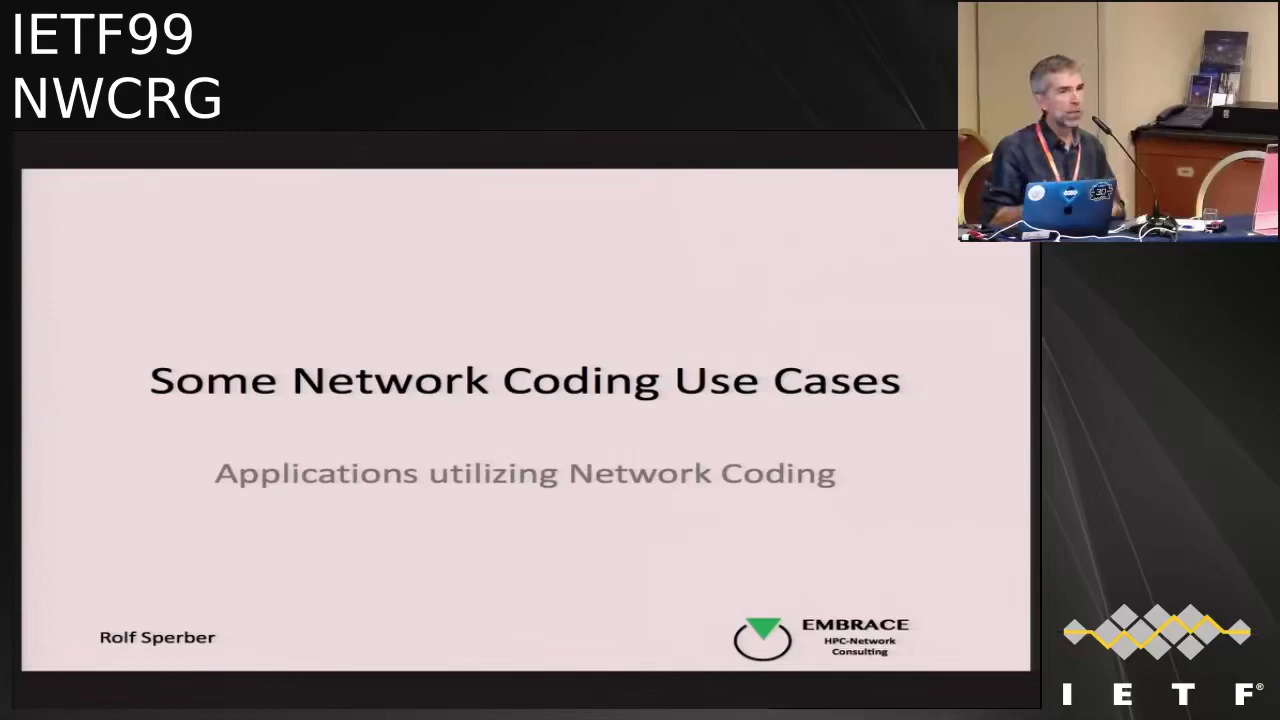 IETF99
NWCRG
Some Network Coding Use Cases
Applications utilizing Network Coding
Rolf Sperber
EMBRACE
HPC-Network
Consulting
I E T F®